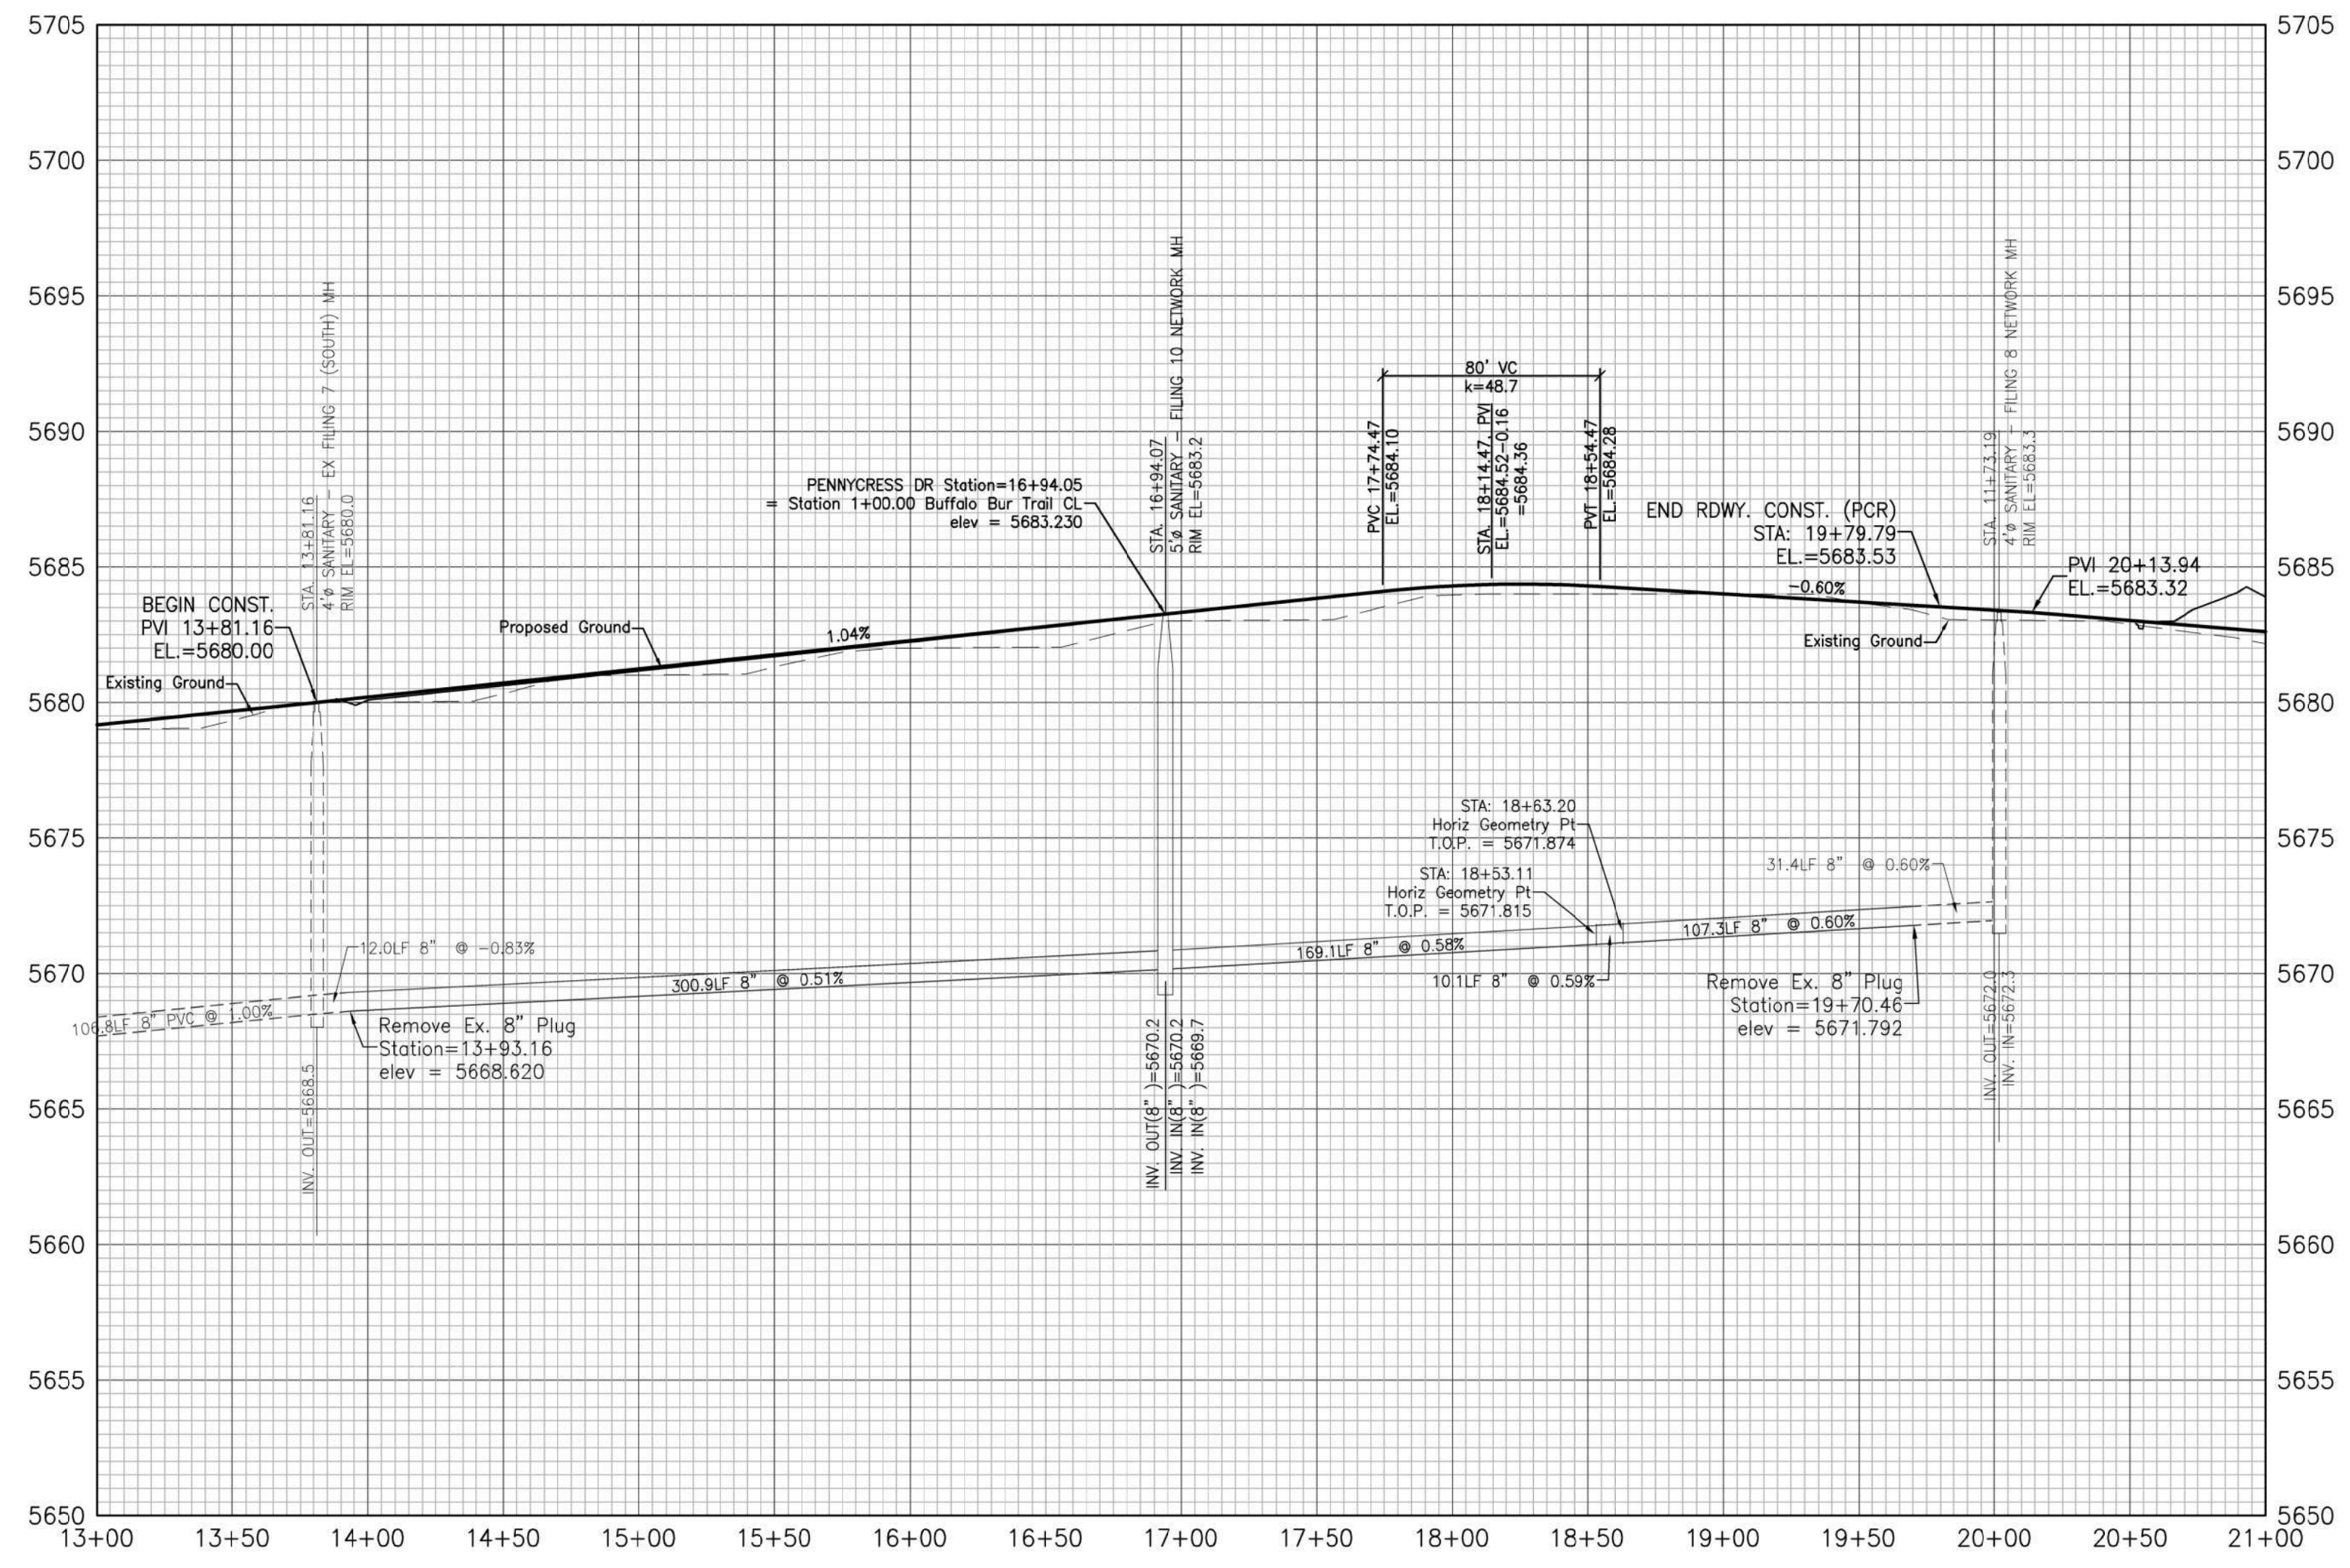 5705
5700
5695
5690
5685
5680
5675
5670
5665
5660
5655
5650
5705
5700
5695
5690
5685
5680
5675
5670
5665
5660
5655
5650
13+00
13+50
14+00
14+50
15+00
15+50
16+00
16+50
17+00
17+50
18+00
18+50
19+00
19+50
20+00
20+50
21+00
STA. 13+81.16
4'ø SANITARY - EX FILING 7 (SOUTH) MH
RIM EL=5680.0
BEGIN CONST.
PVI 13+81.16
EL.=5680.00
Existing Ground
Proposed Ground
1.04%
PENNYCRESS DR Station=16+94.05
= Station 1+00.00 Buffalo Bur Trail CL
elev = 5683.230
STA. 16+94.07
5'ø SANITARY - FILING 10 NETWORK MH
RIM EL=5683.2
80' VC
k=48.7
PVC 17+74.47
EL.=5684.10
STA. 18+14.47, PVI
EL=5684.52-0.16
=5684.36
PVT 18+54.47
EL.=5684.28
END RDWY. CONST. (PCR)
STA: 19+79.79
EL.=5683.53
-0.60%
Existing Ground
STA. 11+73.19
4'ø SANITARY - FILING 8 NETWORK MH
RIM EL=5683.3
PVI 20+13.94
EL.=5683.32
STA: 18+63.20
Horiz Geometry Pt
T.O.P. = 5671.874
STA: 18+53.11
Horiz Geometry Pt
T.O.P. = 5671.815
31.4LF 8" @ 0.60%
12.0LF 8" @ -0.83%
106.8LF 8" PVC @ 1.00%
300.9LF 8" @ 0.51%
169.1LF 8" @ 0.58%
10.1LF 8" @ 0.59%
107.3LF 8" @ 0.60%
Remove Ex. 8" Plug
Station=13+93.16
elev = 5668.620
Remove Ex. 8" Plug
Station=19+70.46
elev = 5671.792
INV. OUT=5668.5
INV. OUT(8" )=5670.2
INV. IN(8" )=5670.2
INV. IN(8" )=5669.7
INV. OUT=5672.0
INV. IN=5672.3